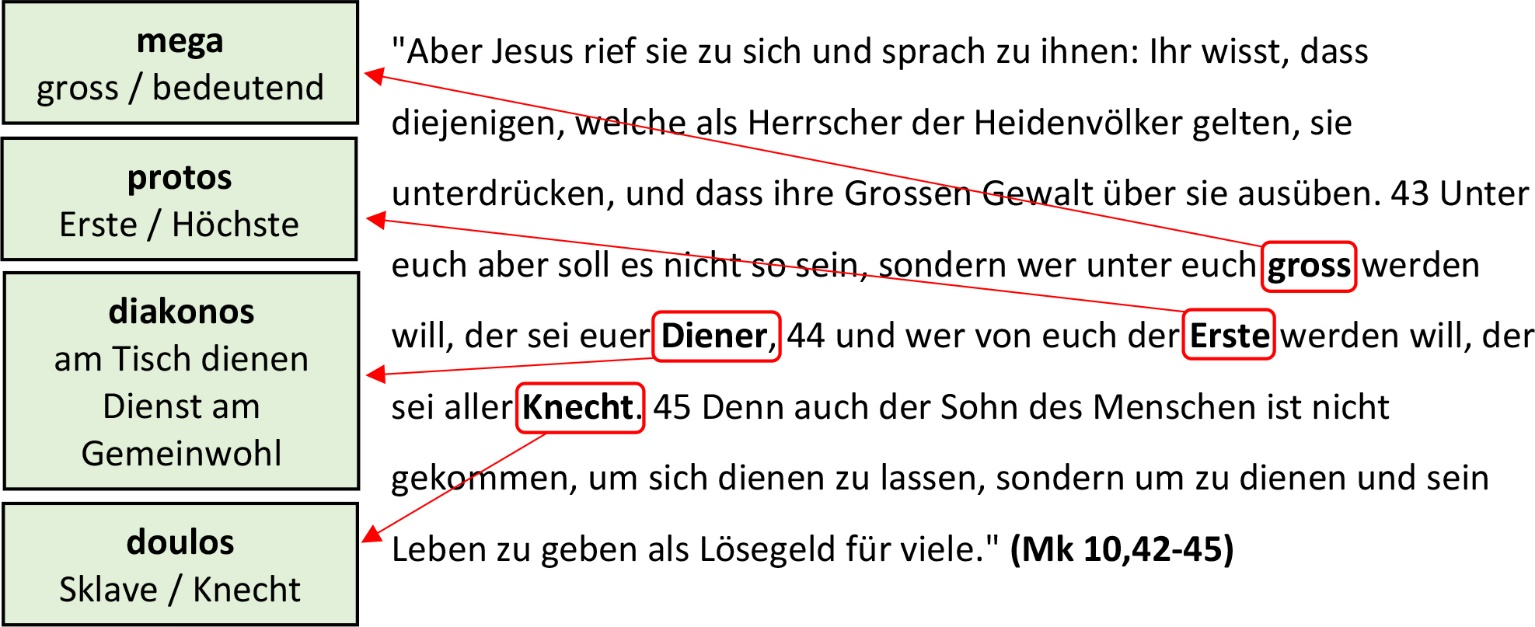 mega
gross / bedeutend
protos
Erste / Höchste
diakonos
am Tisch dienen
Dienst am
Gemeinwohl
doulos
Sklave / Knecht
"Aber Jesus rief sie zu sich und sprach zu ihnen: Ihr wisst, dass
diejenigen, welche als Herrscher der Heidenvölker gelten, sie
unterdrücken, und dass ihre Grossen Gewalt über sie ausüben. 43 Unter
euch aber soll es nicht so sein, sondern wer unter euch gross werden
will, der sei euer Diener, 44 und wer von euch der Erste werden will, der
sei aller Knecht. 45 Denn auch der Sohn des Menschen ist nicht
gekommen, um sich dienen zu lassen, sondern um zu dienen und sein
Leben zu geben als Lösegeld für viele." (Mk 10,42-45)